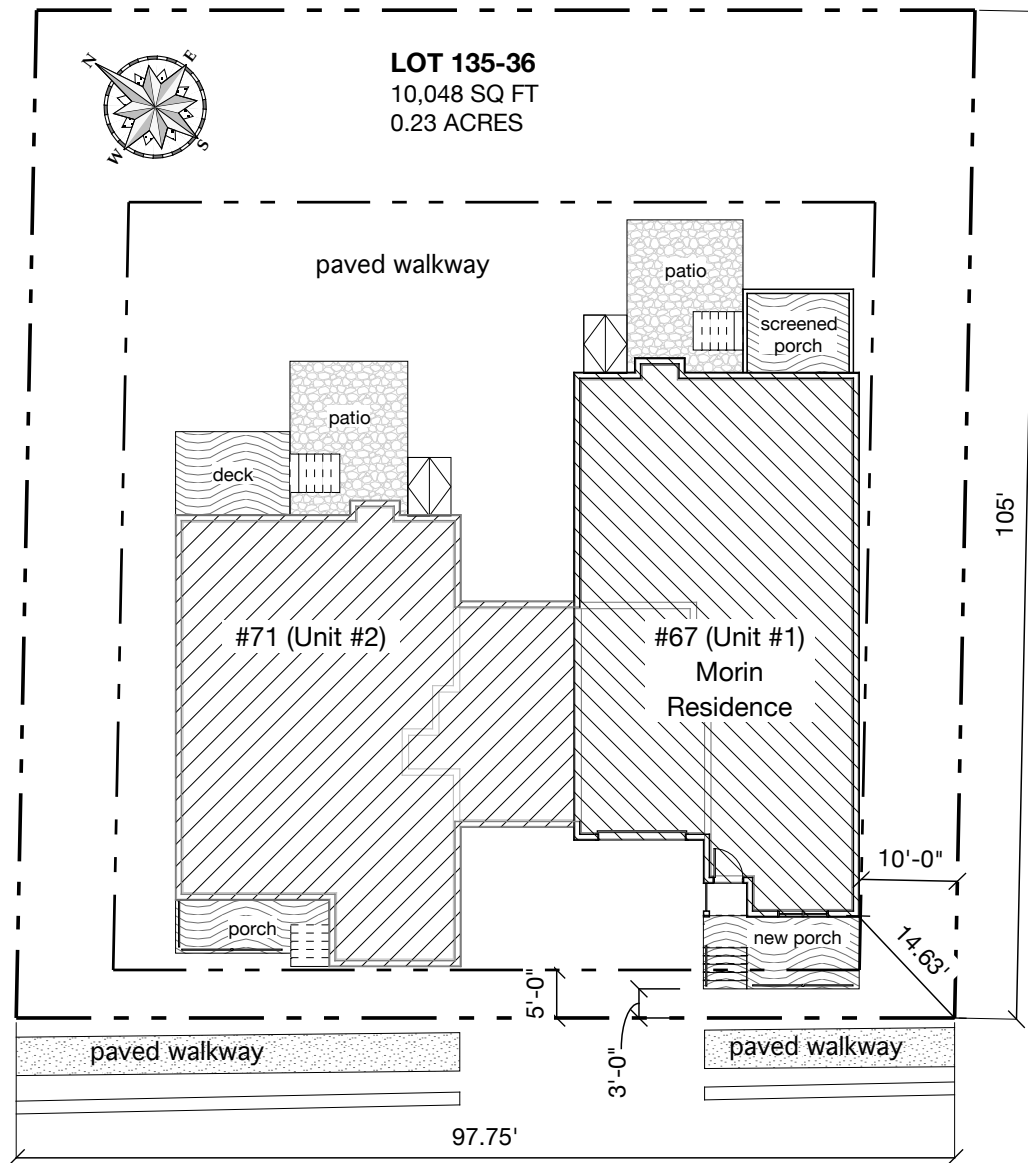 N
E
W
S
LOT 135-36
10,048 SQ FT
0.23 ACRES
paved walkway
patio
screened
porch
patio
deck
105'
#71 (Unit #2)
#67 (Unit #1)
Morin
Residence
10'-0"
porch
new porch
14.63'
5'-0"
3'-0"
paved walkway
paved walkway
97.75'